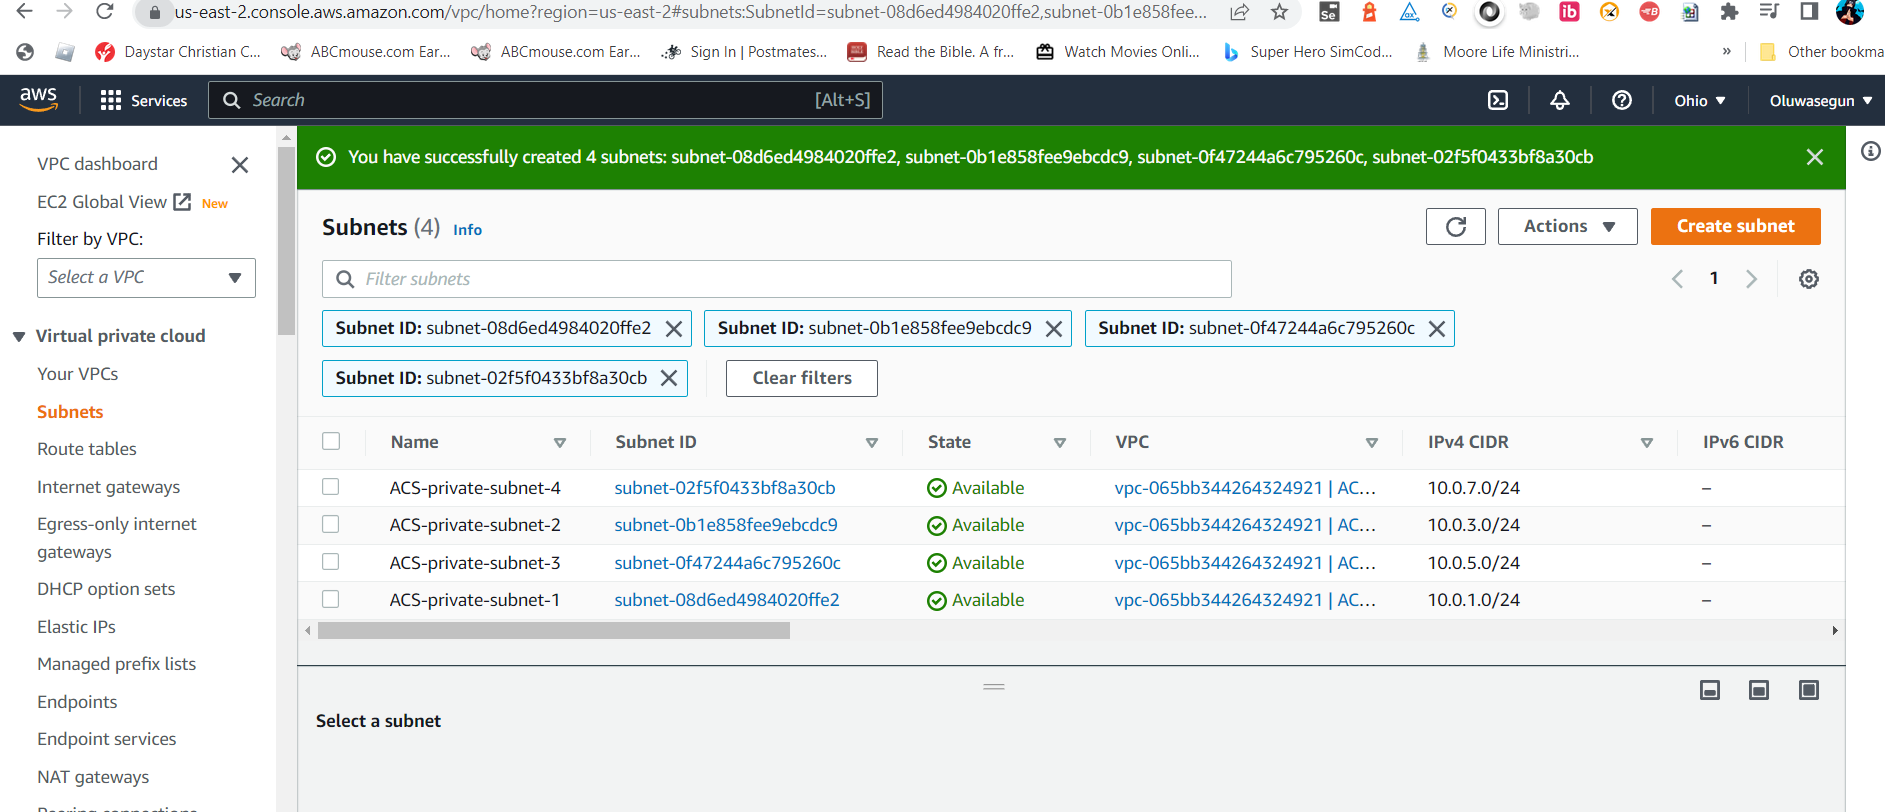 us-east-2.console.aws.amazon.com/vpc/home?region=us-east-2#subnets:SubnetId=subnet-08d6ed4984020ffe2,subnet-0b1e858fee...
Daystar Christian C...
ABCmouse.com Ear...
ABCmouse.com Ear...
Sign In | Postmates...
Read the Bible. A fr...
Watch Movies Onli...
Super Hero SimCod...
Moore Life Ministri...
»
Other bookma
aws
Services
Search
[Alt+S]
Ohio
Oluwasegun
VPC dashboard
EC2 Global View
New
Filter by VPC:
Select a VPC
Virtual private cloud
Your VPCs
Subnets
Route tables
Internet gateways
Egress-only internet
gateways
DHCP option sets
Elastic IPs
Managed prefix lists
Endpoints
Endpoint services
NAT gateways
You have successfully created 4 subnets: subnet-08d6ed4984020ffe2, subnet-0b1e858fee9ebcdc9, subnet-0f47244a6c795260c, subnet-02f5f0433bf8a30cb
Subnets (4) Info
Actions
Create subnet
Filter subnets
1
Subnet ID: subnet-08d6ed4984020ffe2
Subnet ID: subnet-0b1e858fee9ebcdc9
Subnet ID: subnet-0f47244a6c795260c
Subnet ID: subnet-02f5f0433bf8a30cb
Clear filters
Name Subnet ID State VPC IPv4 CIDR IPv6 CIDR
ACS-private-subnet-4 subnet-02f5f0433bf8a30cb Available vpc-065bb344264324921 | AC... 10.0.7.0/24 –
ACS-private-subnet-2 subnet-0b1e858fee9ebcdc9 Available vpc-065bb344264324921 | AC... 10.0.3.0/24 –
ACS-private-subnet-3 subnet-0f47244a6c795260c Available vpc-065bb344264324921 | AC... 10.0.5.0/24 –
ACS-private-subnet-1 subnet-08d6ed4984020ffe2 Available vpc-065bb344264324921 | AC... 10.0.1.0/24 –
Select a subnet